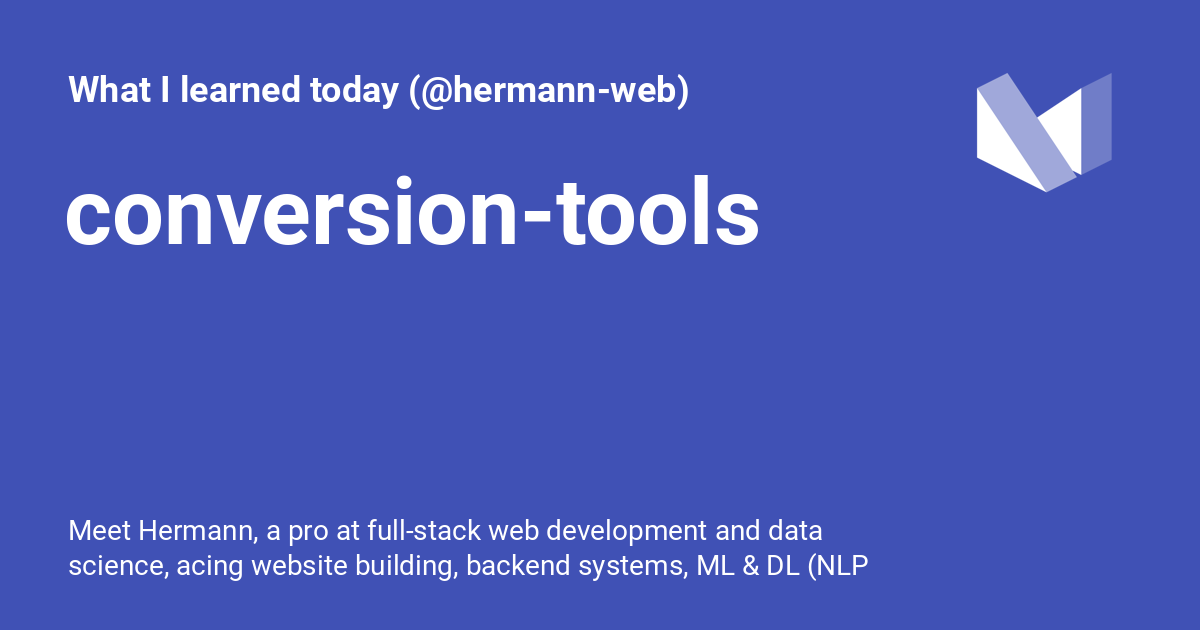 What I learned today (@hermann-web)
conversion-tools
Meet Hermann, a pro at full-stack web development and data
science, acing website building, backend systems, ML & DL (NLP